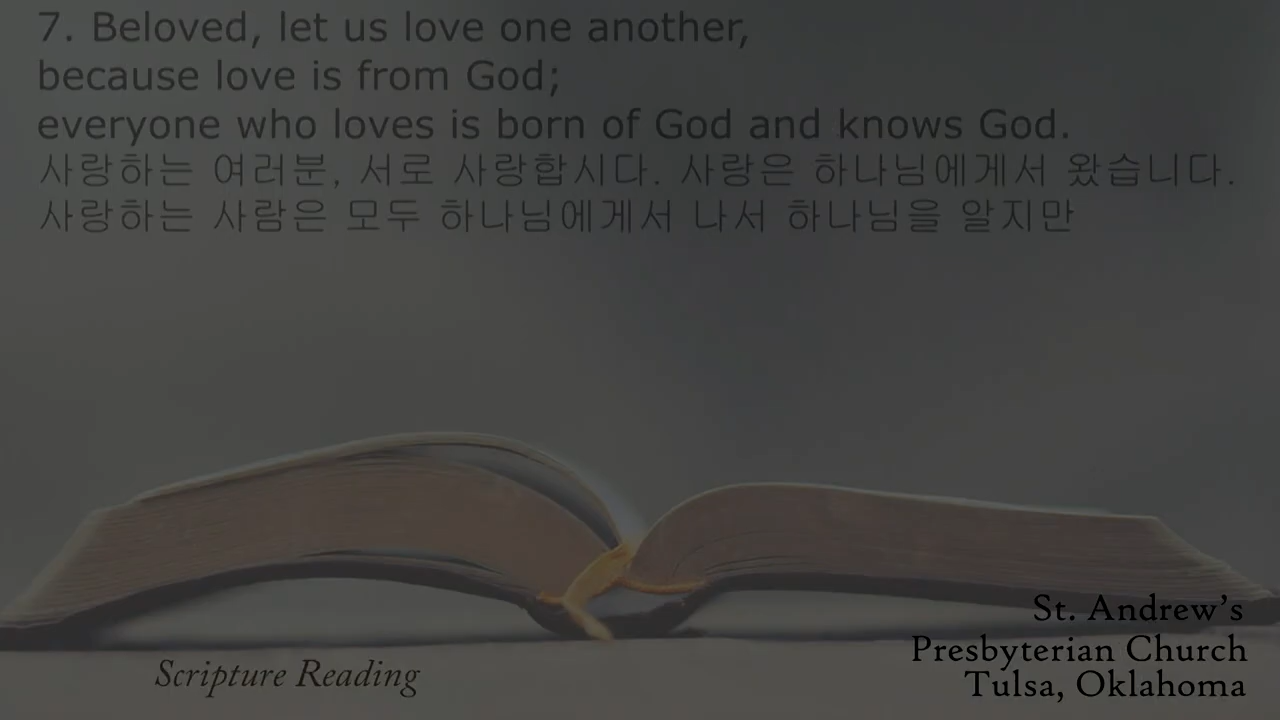 7. Beloved, let us love one another,
because love is from God;
everyone who loves is born of God and knows God.
사랑하는 여러분, 서로 사랑합시다. 사랑은 하나님에게서 왔습니다.
사랑하는 사람은 모두 하나님에게서 나서 하나님을 알지만
St. Andrew's
Presbyterian Church
Tulsa, Oklahoma
Scripture Reading